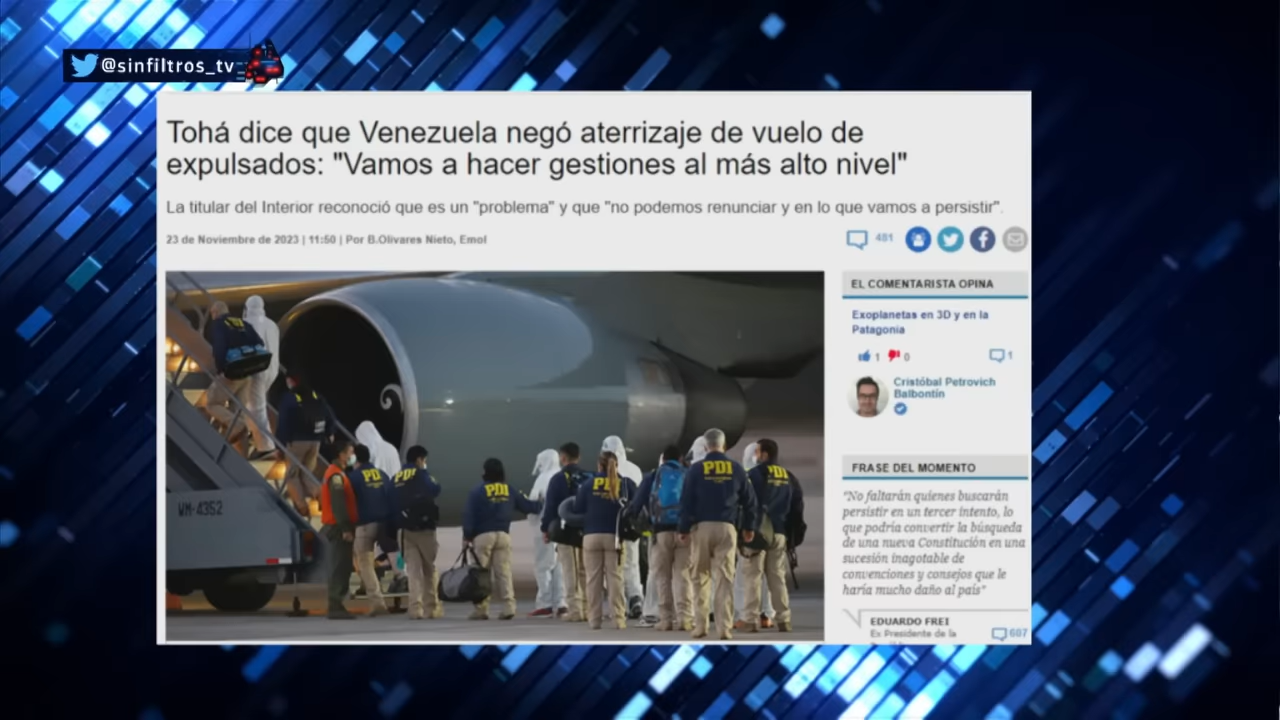 @sinfiltros_tv
Tohá dice que Venezuela negó aterrizaje de vuelo de
expulsados: "Vamos a hacer gestiones al más alto nivel"
La titular del Interior reconoció que es un "problema" y que "no podemos renunciar y en lo que vamos a persistir".
23 de Noviembre de 2023 | 11:50 | Por B.Olivares Nieto, Emol
481
EL COMENTARISTA OPINA
Exoplanetas en 3D y en la
Patagonia
1 0 1
Cristóbal Petrovich
Balbontín
FRASE DEL MOMENTO
"No faltarán quienes buscarán
persistir en un tercer intento, lo
que podría convertir la búsqueda
de una nueva Constitución en una
sucesión inagotable de
convenciones y consejos que le
haría mucho daño al país"
EDUARDO FREI
Ex Presidente de la
607
PDI
PDI
PDI
PDI
PDI
PDI
PDI
WM-4352